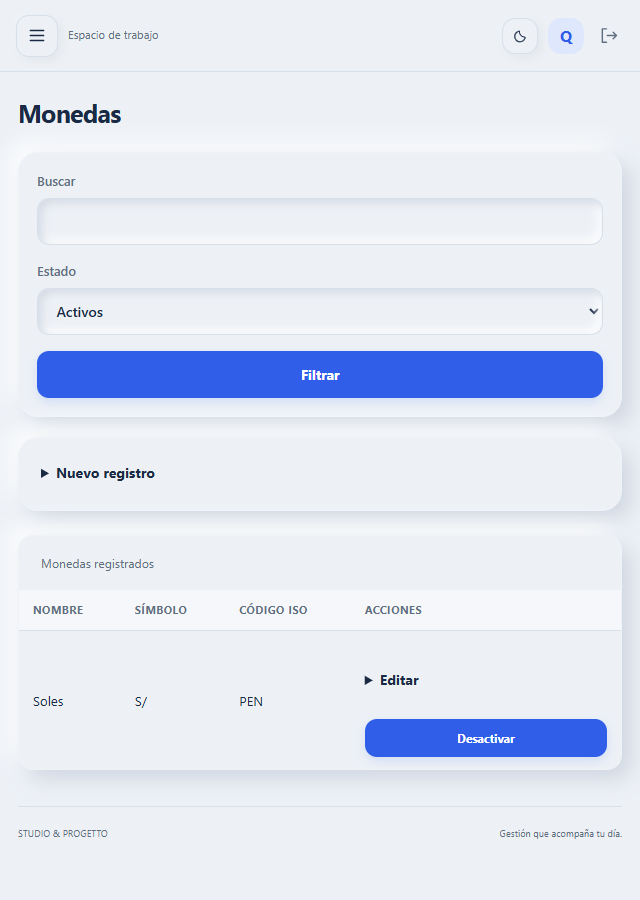 Espacio de trabajo
Q
Monedas
Buscar
Estado
Activos
Filtrar
Nuevo registro
Monedas registrados
NOMBRE SÍMBOLO CÓDIGO ISO ACCIONES
Editar
Soles S/ PEN
Desactivar
STUDIO & PROGETTO Gestión que acompaña tu día.